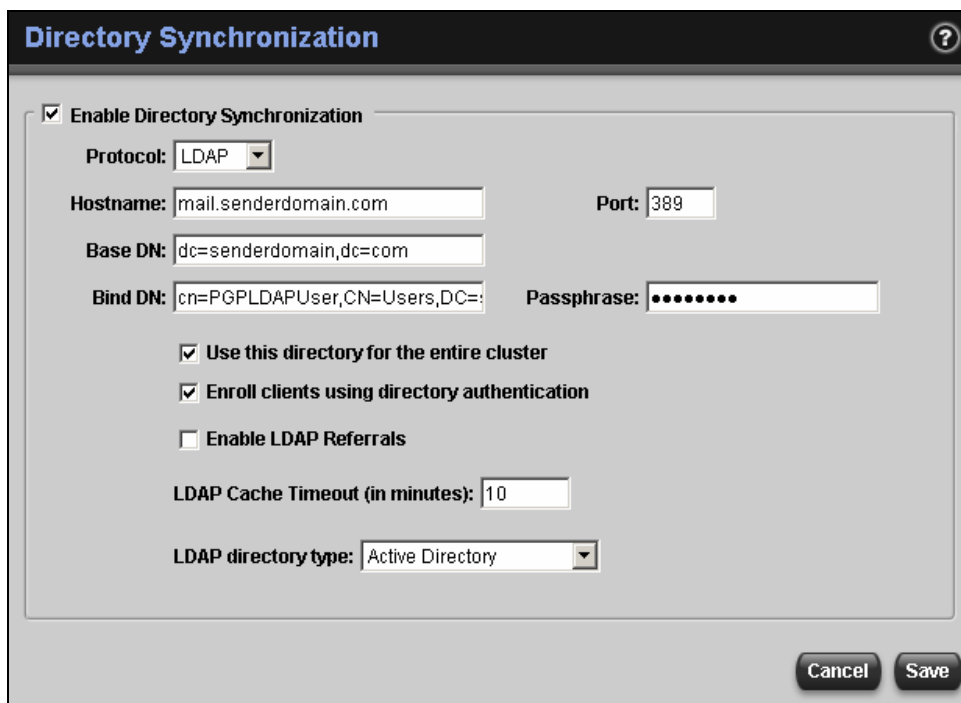 Directory Synchronization
?
Enable Directory Synchronization
Protocol: LDAP
Hostname: mail.senderdomain.com Port: 389
Base DN: dc=senderdomain,dc=com
Bind DN: cn=PGPLDAPUser,CN=Users,DC= Passphrase: ●●●●●●●●
Use this directory for the entire cluster
Enroll clients using directory authentication
Enable LDAP Referrals
LDAP Cache Timeout (in minutes): 10
LDAP directory type: Active Directory
Cancel Save